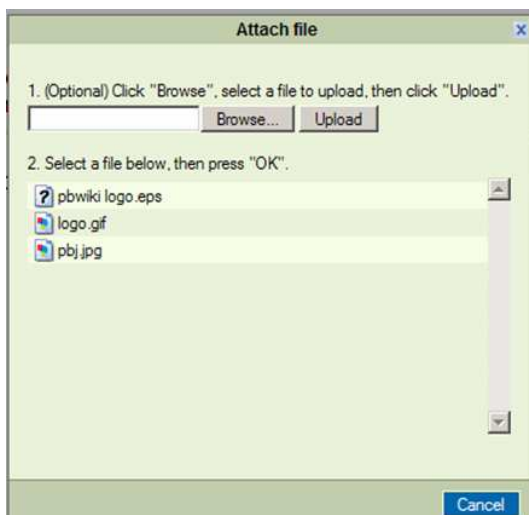 Attach file
1. (Optional) Click "Browse", select a file to upload, then click "Upload".
Browse... Upload
2. Select a file below, then press "OK".
pbwiki logo.eps
logo.gif
pbj.jpg
Cancel